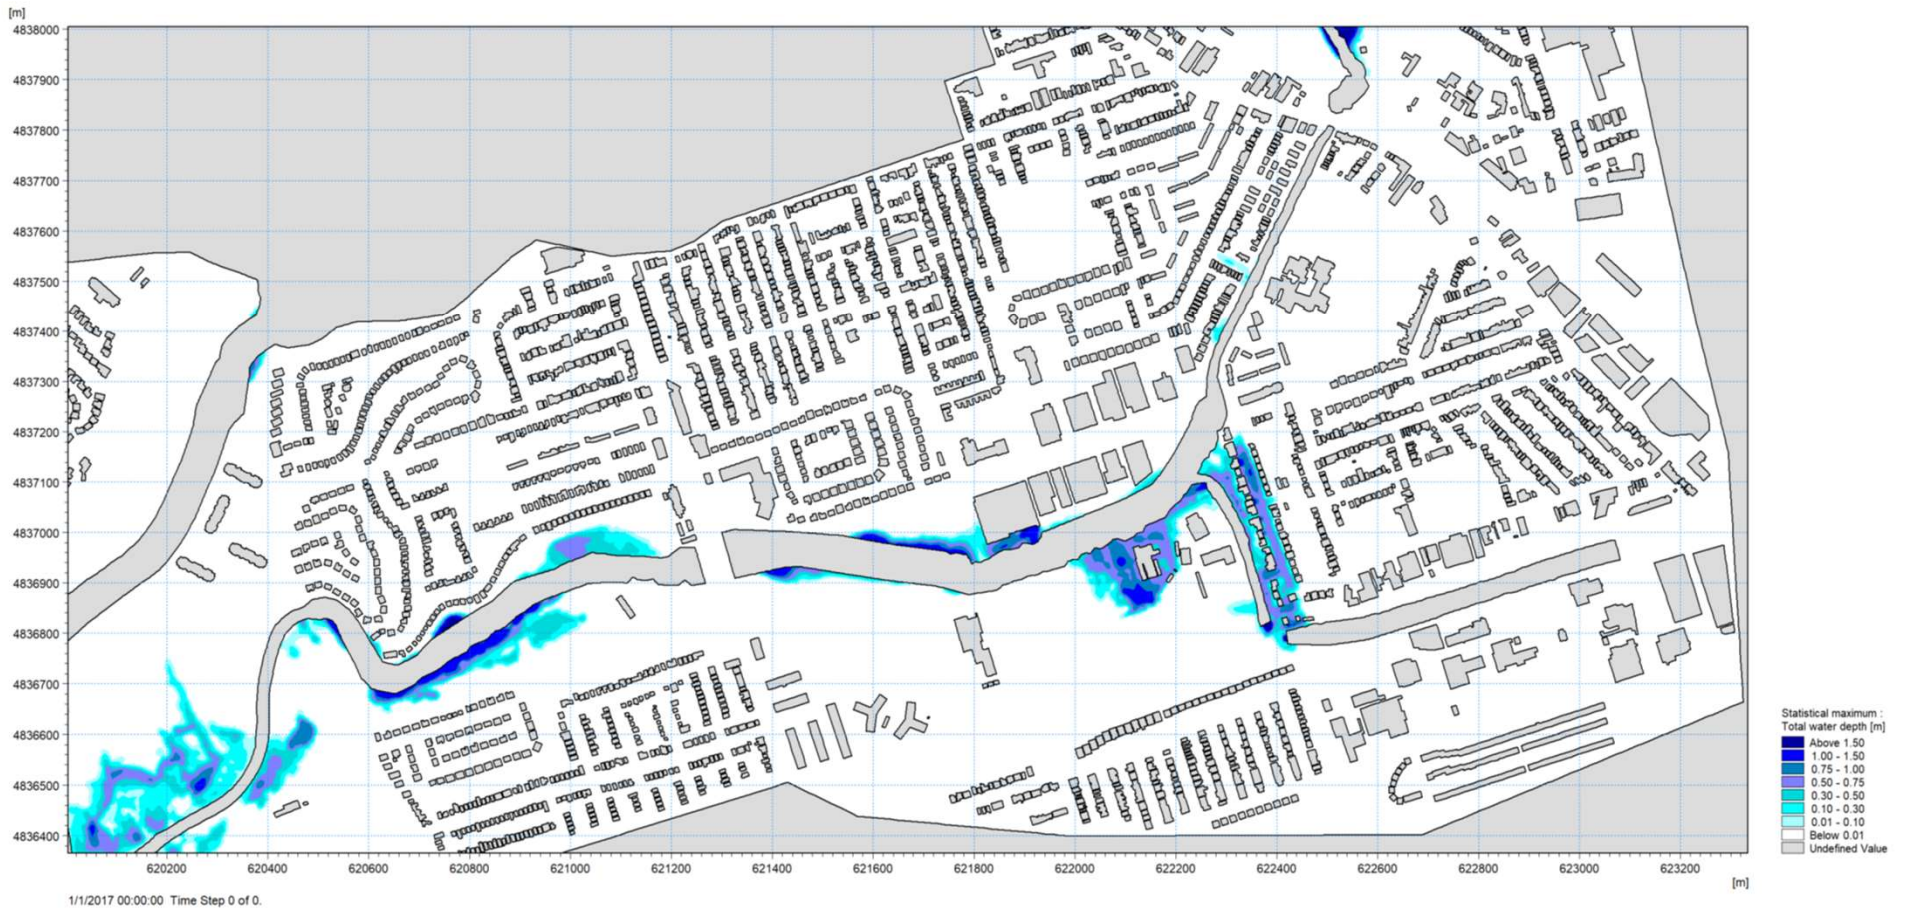 [m]
4838000
4837900
4837800
4837700
4837600
4837500
4837400
4837300
4837200
4837100
4837000
4836900
4836800
4836700
4836600
4836500
4836400
620200 620400 620600 620800 621000 621200 621400 621600 621800 622000 622200 622400 622600 622800 623000 623200
[m]
Statistical maximum :
Total water depth [m]
Above 1.50
1.00 - 1.50
0.75 - 1.00
0.50 - 0.75
0.30 - 0.50
0.10 - 0.30
0.01 - 0.10
Below 0.01
Undefined Value
1/1/2017 00:00:00 Time Step 0 of 0.